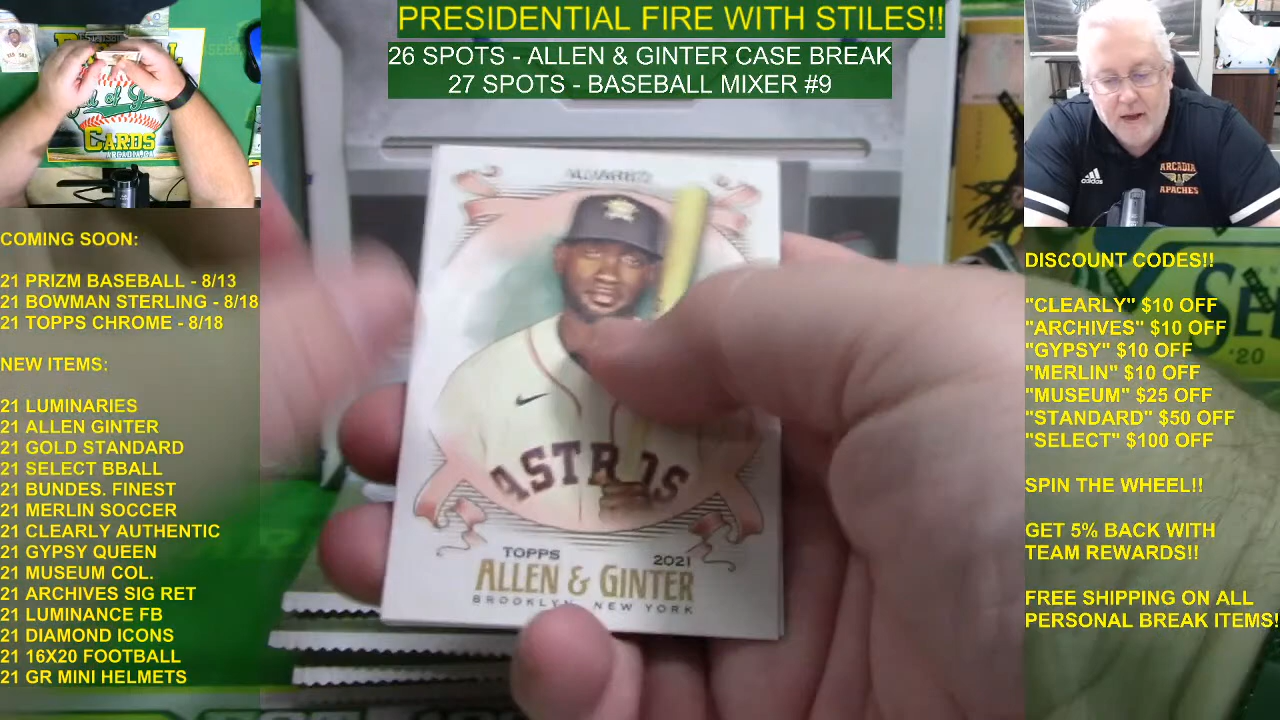 PRESIDENTIAL FIRE WITH STILES!!
26 SPOTS - ALLEN & GINTER CASE BREAK
27 SPOTS - BASEBALL MIXER #9
CARDS
COMING SOON:
21 PRIZM BASEBALL - 8/13
21 BOWMAN STERLING - 8/18
21 TOPPS CHROME - 8/18
NEW ITEMS:
21 LUMINARIES
21 ALLEN GINTER
21 GOLD STANDARD
21 SELECT BBALL
21 BUNDES. FINEST
21 MERLIN SOCCER
21 CLEARLY AUTHENTIC
21 GYPSY QUEEN
21 MUSEUM COL.
21 ARCHIVES SIG RET
21 LUMINANCE FB
21 DIAMOND ICONS
21 16X20 FOOTBALL
21 GR MINI HELMETS
ASTROS
TOPPS 2021
ALLEN & GINTER
BROOKLYN NEW YORK
adidas
ARCADIA
APACHES
DISCOUNT CODES!!
"CLEARLY" $10 OFF
"ARCHIVES" $10 OFF
"GYPSY" $10 OFF
"MERLIN" $10 OFF
"MUSEUM" $25 OFF
"STANDARD" $50 OFF
"SELECT" $100 OFF
'20
SPIN THE WHEEL!!
GET 5% BACK WITH
TEAM REWARDS!!
FREE SHIPPING ON ALL
PERSONAL BREAK ITEMS!